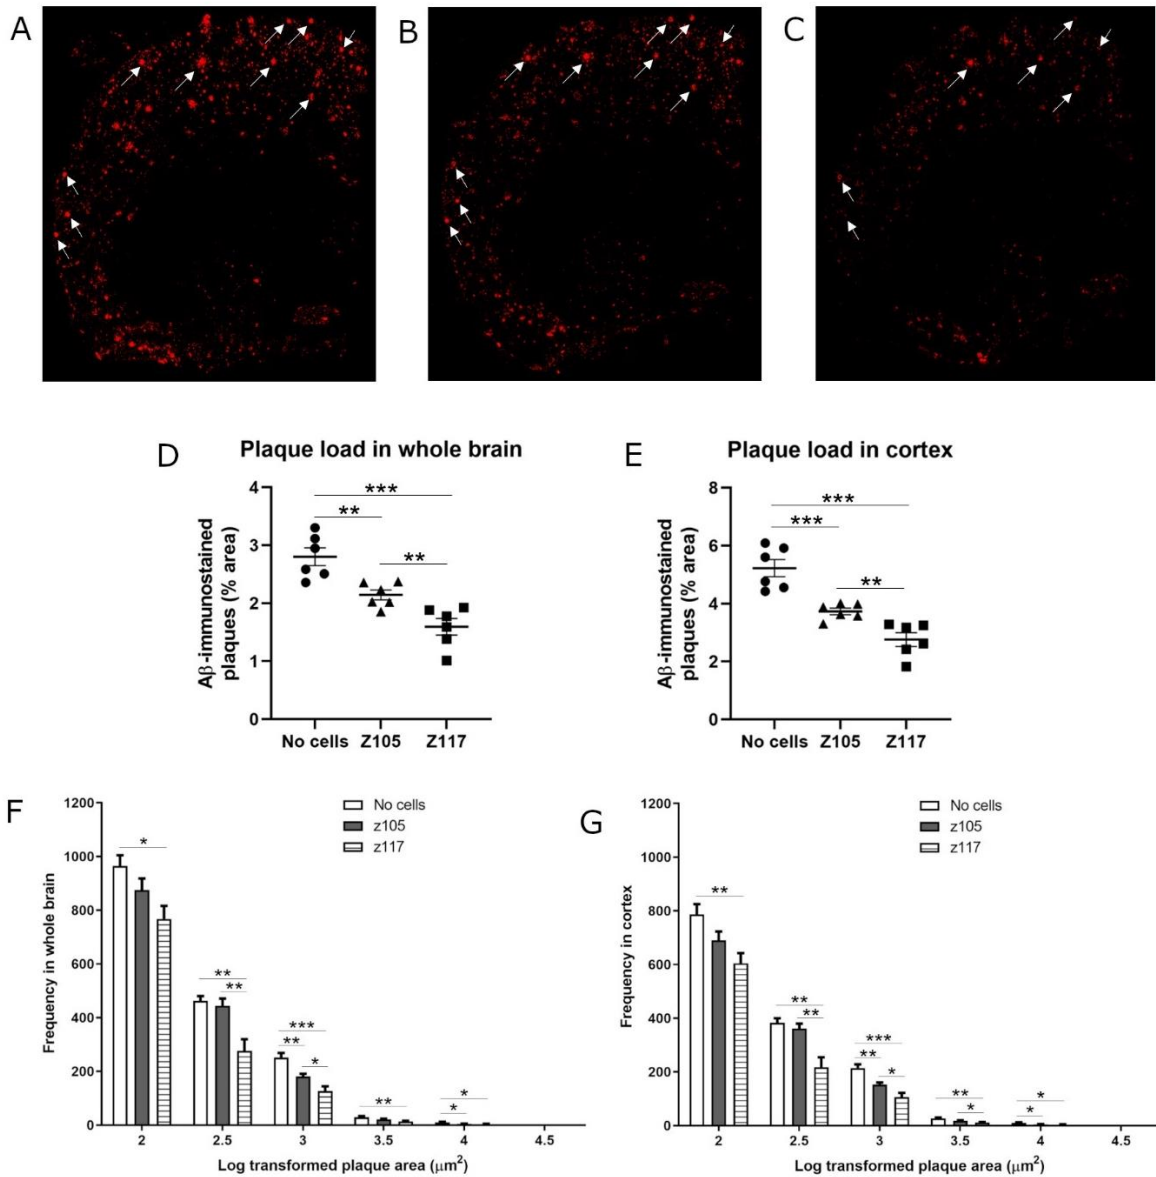 A
B
C
D
Plaque load in whole brain
Aβ-immunostained
plaques (% area)
4
3
2
1
0
***
**
**
No cells
Z105
Z117
E
Plaque load in cortex
Aβ-immunostained
plaques (% area)
8
6
4
2
0
***
***
**
No cells
Z105
Z117
F
Frequency in whole brain
1200
1000
800
600
400
200
0
No cells
z105
z117
*
**
**
***
**
*
**
*
*
2
2.5
3
3.5
4
4.5
Log transformed plaque area (μm²)
G
Frequency in cortex
1200
1000
800
600
400
200
0
No cells
z105
z117
**
**
**
***
**
*
**
*
*
*
2
2.5
3
3.5
4
4.5
Log transformed plaque area (μm²)